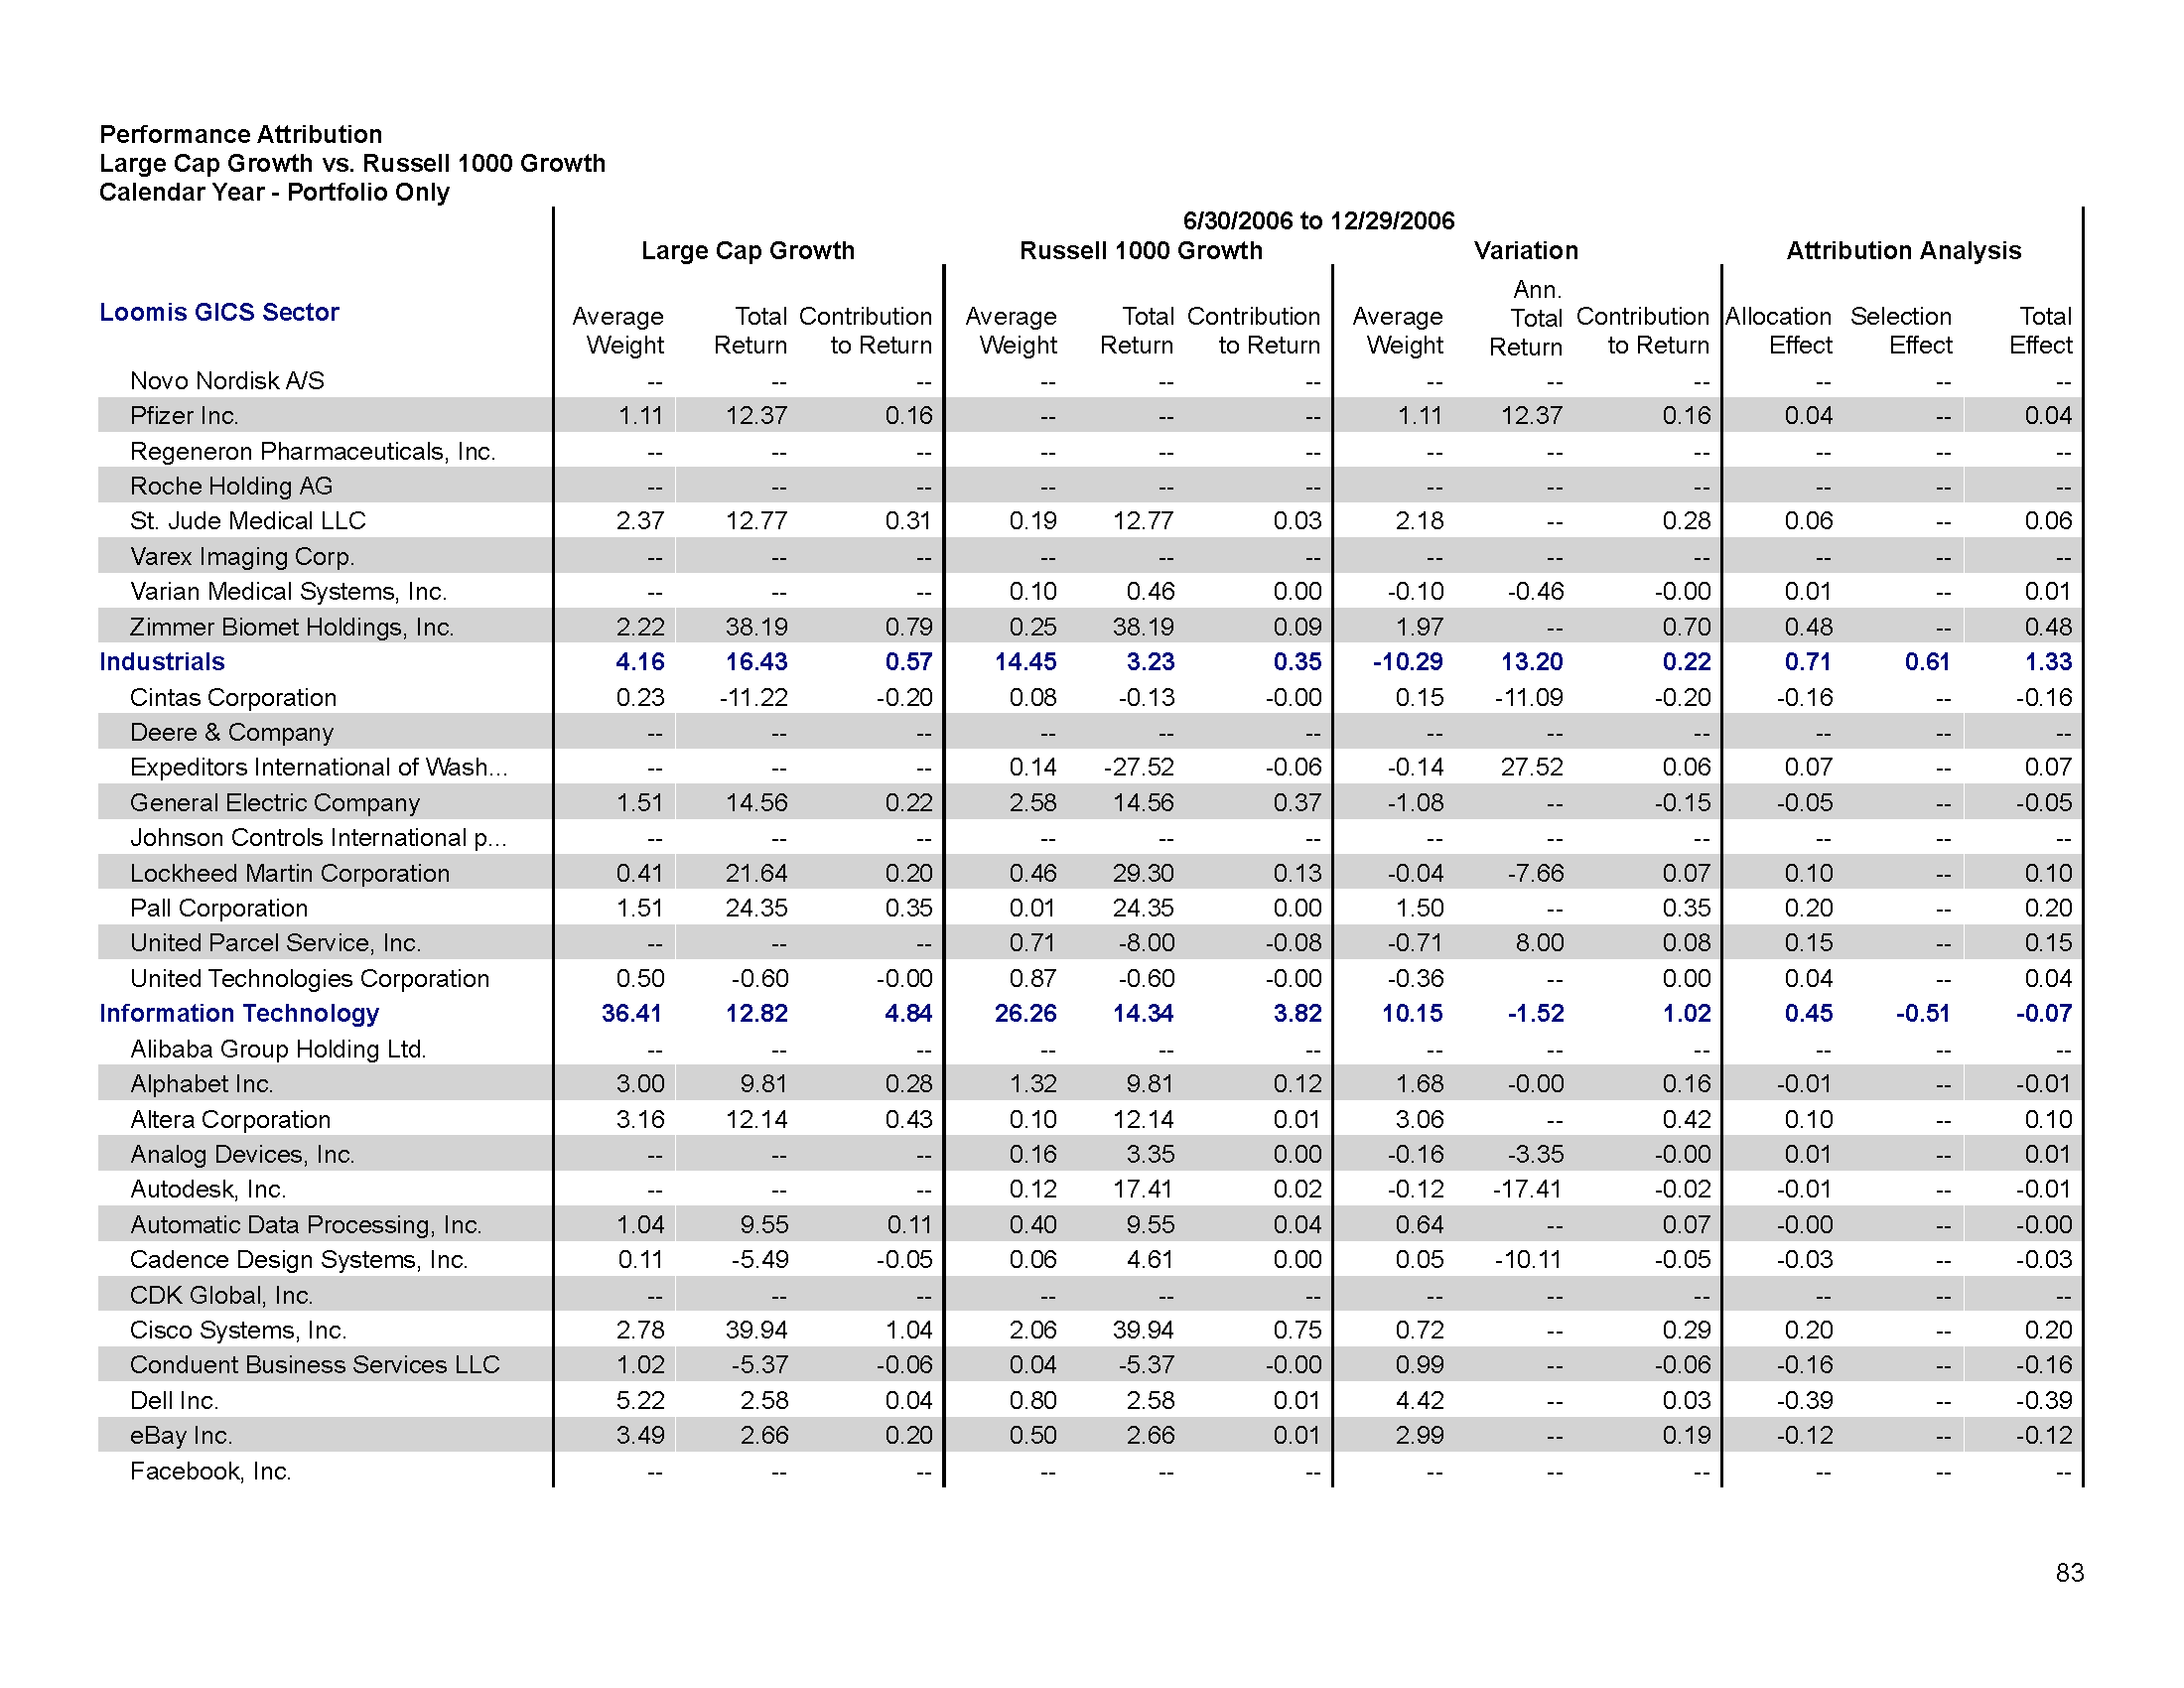 Performance Attribution
Large Cap Growth vs. Russell 1000 Growth
Calendar Year - Portfolio Only
6/30/2006 to 12/29/2006
Large Cap Growth Russell 1000 Growth Variation Attribution Analysis
Loomis GICS Sector Average Weight Total Return Contribution to Return Average Weight Total Return Contribution to Return Average Weight Ann. Total Return Contribution to Return Allocation Effect Selection Effect Total Effect
Novo Nordisk A/S -- -- -- -- -- -- -- -- -- -- -- --
Pfizer Inc. 1.11 12.37 0.16 -- -- -- 1.11 12.37 0.16 0.04 -- 0.04
Regeneron Pharmaceuticals, Inc. -- -- -- -- -- -- -- -- -- -- -- --
Roche Holding AG -- -- -- -- -- -- -- -- -- -- -- --
St. Jude Medical LLC 2.37 12.77 0.31 0.19 12.77 0.03 2.18 -- 0.28 0.06 -- 0.06
Varex Imaging Corp. -- -- -- -- -- -- -- -- -- -- -- --
Varian Medical Systems, Inc. -- -- -- 0.10 0.46 0.00 -0.10 -0.46 -0.00 0.01 -- 0.01
Zimmer Biomet Holdings, Inc. 2.22 38.19 0.79 0.25 38.19 0.09 1.97 -- 0.70 0.48 -- 0.48
Industrials 4.16 16.43 0.57 14.45 3.23 0.35 -10.29 13.20 0.22 0.71 0.61 1.33
Cintas Corporation 0.23 -11.22 -0.20 0.08 -0.13 -0.00 0.15 -11.09 -0.20 -0.16 -- -0.16
Deere & Company -- -- -- -- -- -- -- -- -- -- -- --
Expeditors International of Wash... -- -- -- 0.14 -27.52 -0.06 -0.14 27.52 0.06 0.07 -- 0.07
General Electric Company 1.51 14.56 0.22 2.58 14.56 0.37 -1.08 -- -0.15 -0.05 -- -0.05
Johnson Controls International p... -- -- -- -- -- -- -- -- -- -- -- --
Lockheed Martin Corporation 0.41 21.64 0.20 0.46 29.30 0.13 -0.04 -7.66 0.07 0.10 -- 0.10
Pall Corporation 1.51 24.35 0.35 0.01 24.35 0.00 1.50 -- 0.35 0.20 -- 0.20
United Parcel Service, Inc. -- -- -- 0.71 -8.00 -0.08 -0.71 8.00 0.08 0.15 -- 0.15
United Technologies Corporation 0.50 -0.60 -0.00 0.87 -0.60 -0.00 -0.36 -- 0.00 0.04 -- 0.04
Information Technology 36.41 12.82 4.84 26.26 14.34 3.82 10.15 -1.52 1.02 0.45 -0.51 -0.07
Alibaba Group Holding Ltd. -- -- -- -- -- -- -- -- -- -- -- --
Alphabet Inc. 3.00 9.81 0.28 1.32 9.81 0.12 1.68 -0.00 0.16 -0.01 -- -0.01
Altera Corporation 3.16 12.14 0.43 0.10 12.14 0.01 3.06 -- 0.42 0.10 -- 0.10
Analog Devices, Inc. -- -- -- 0.16 3.35 0.00 -0.16 -3.35 -0.00 0.01 -- 0.01
Autodesk, Inc. -- -- -- 0.12 17.41 0.02 -0.12 -17.41 -0.02 -0.01 -- -0.01
Automatic Data Processing, Inc. 1.04 9.55 0.11 0.40 9.55 0.04 0.64 -- 0.07 -0.00 -- -0.00
Cadence Design Systems, Inc. 0.11 -5.49 -0.05 0.06 4.61 0.00 0.05 -10.11 -0.05 -0.03 -- -0.03
CDK Global, Inc. -- -- -- -- -- -- -- -- -- -- -- --
Cisco Systems, Inc. 2.78 39.94 1.04 2.06 39.94 0.75 0.72 -- 0.29 0.20 -- 0.20
Conduent Business Services LLC 1.02 -5.37 -0.06 0.04 -5.37 -0.00 0.99 -- -0.06 -0.16 -- -0.16
Dell Inc. 5.22 2.58 0.04 0.80 2.58 0.01 4.42 -- 0.03 -0.39 -- -0.39
eBay Inc. 3.49 2.66 0.20 0.50 2.66 0.01 2.99 -- 0.19 -0.12 -- -0.12
Facebook, Inc. -- -- -- -- -- -- -- -- -- -- -- --
83